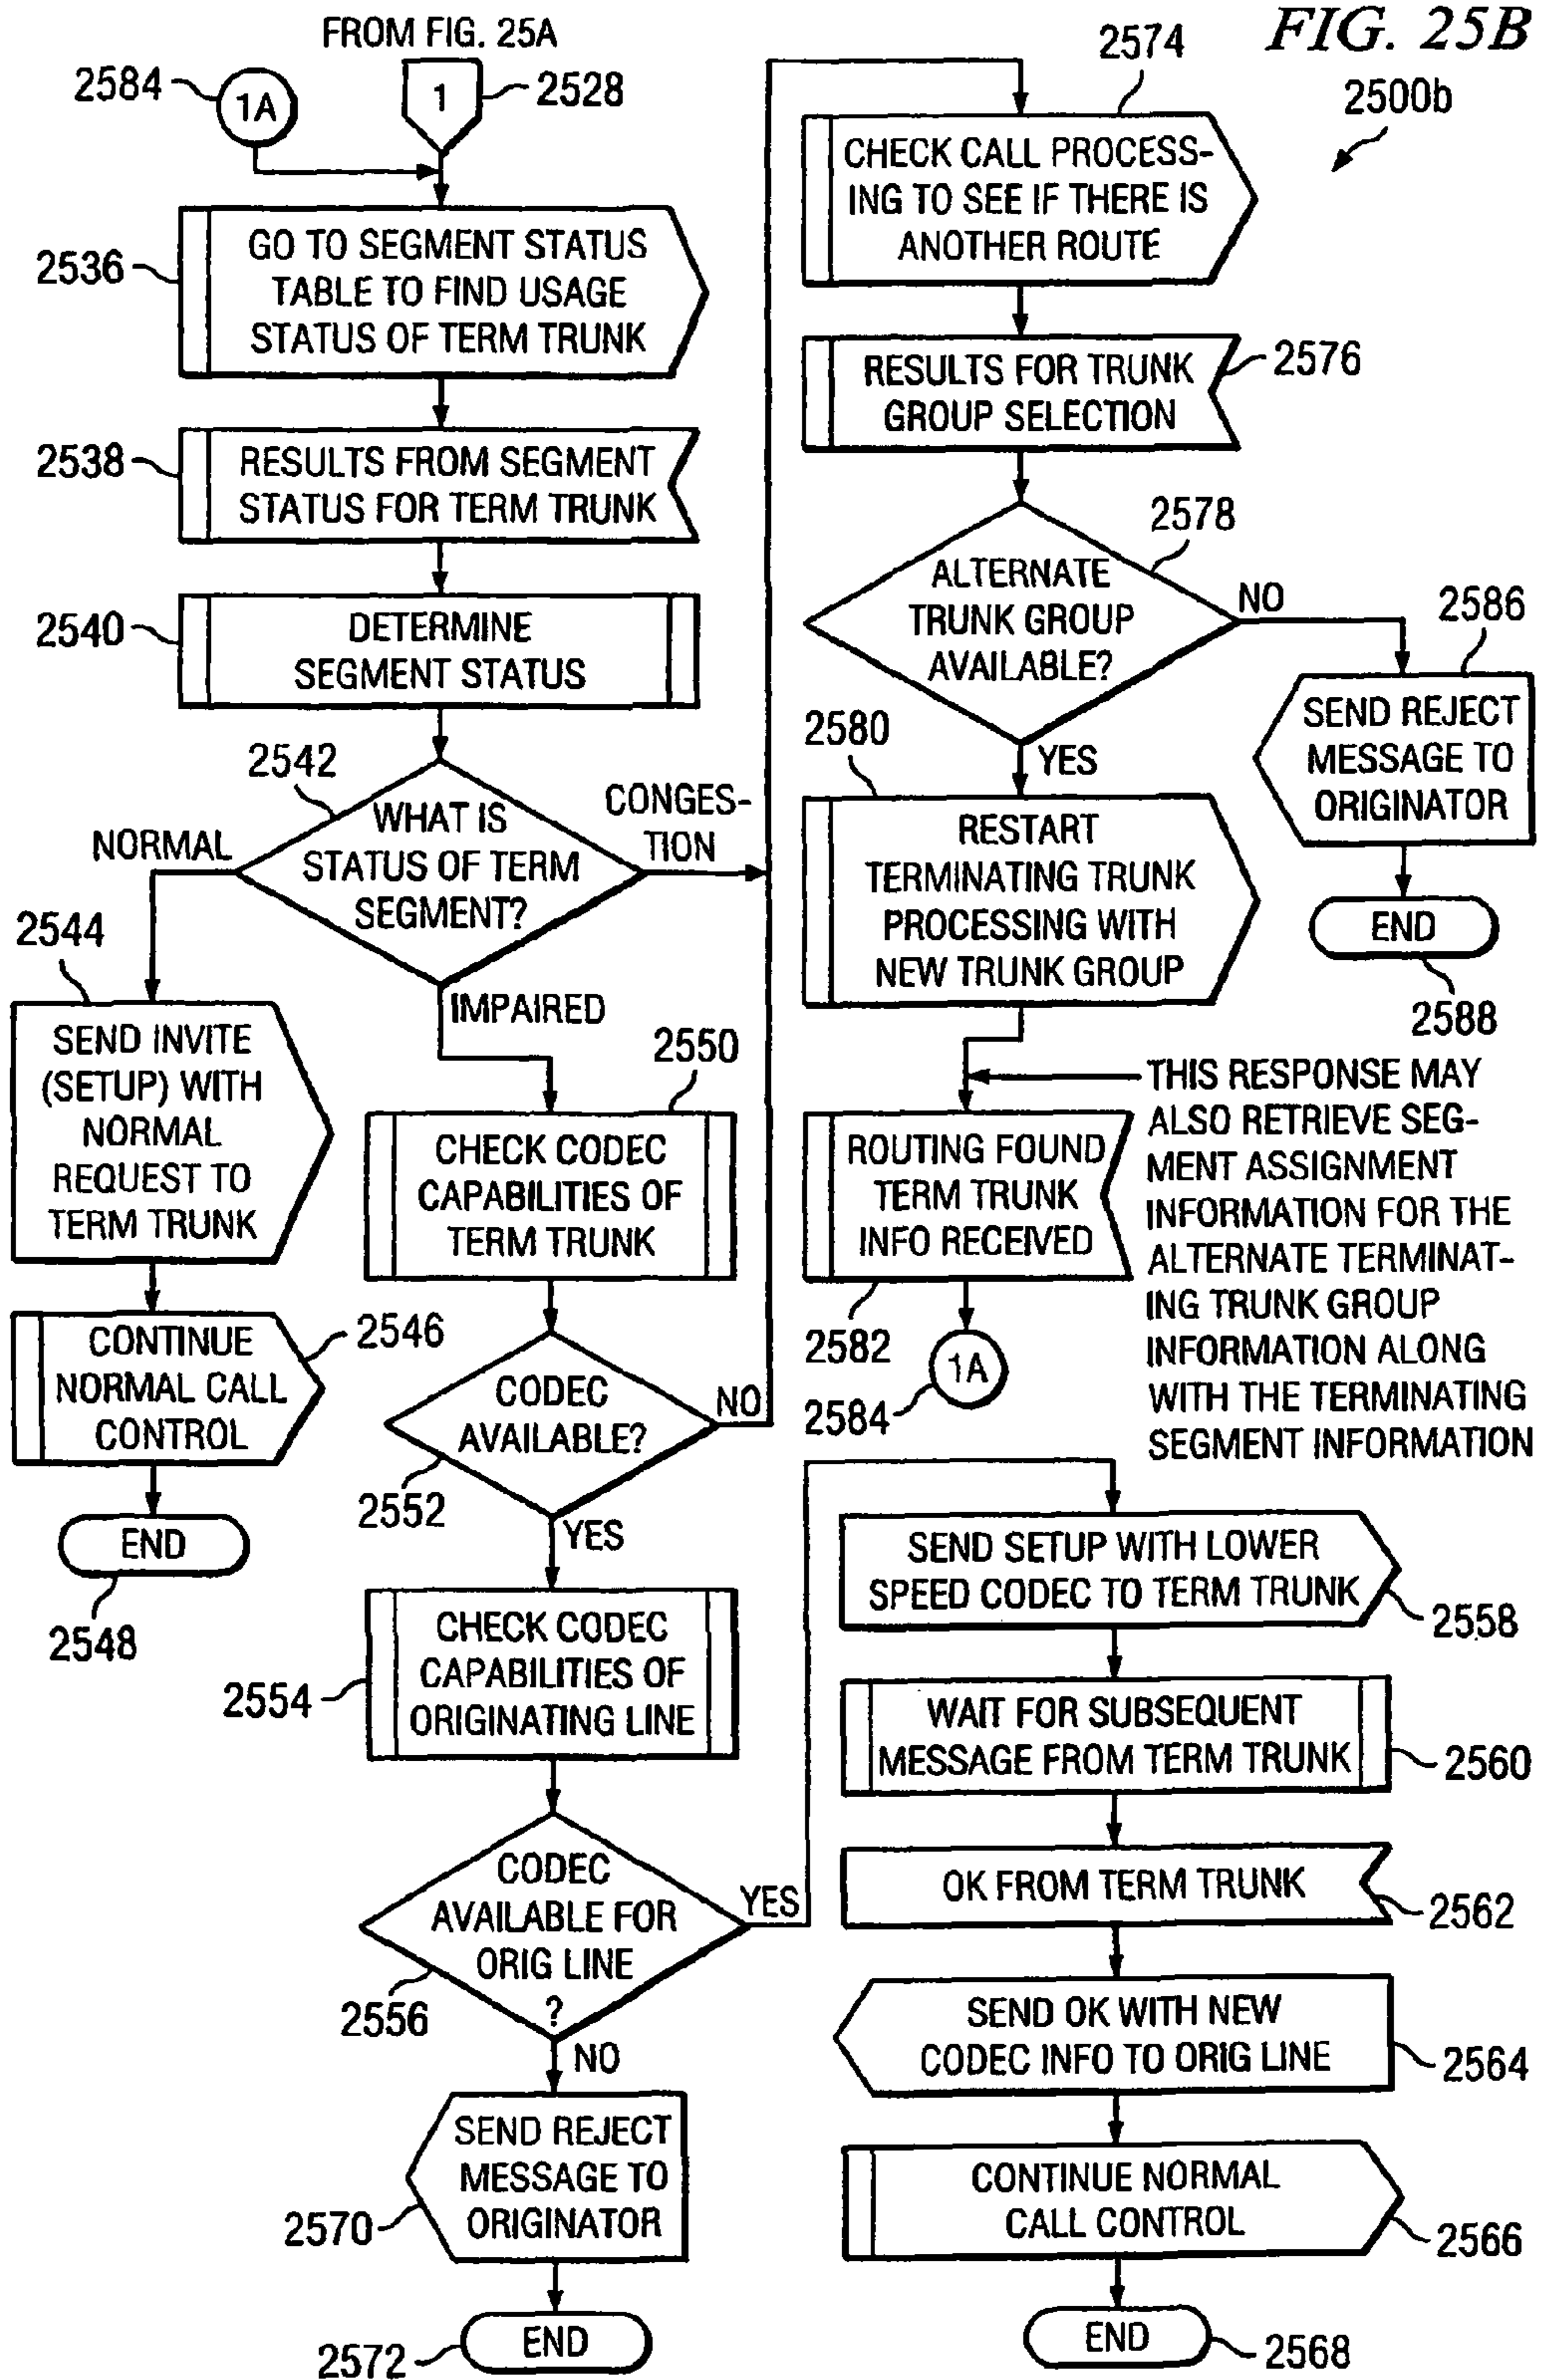 FIG. 25B
2500b
FROM FIG. 25A
2584
1A
1
2528
2536
GO TO SEGMENT STATUS
TABLE TO FIND USAGE
STATUS OF TERM TRUNK
2538
RESULTS FROM SEGMENT
STATUS FOR TERM TRUNK
2540
DETERMINE
SEGMENT STATUS
2542
WHAT IS
STATUS OF TERM
SEGMENT?
NORMAL
CONGES-
TION
IMPAIRED
2544
SEND INVITE
(SETUP) WITH
NORMAL
REQUEST TO
TERM TRUNK
CONTINUE
NORMAL CALL
CONTROL
2546
END
2548
2550
CHECK CODEC
CAPABILITIES OF
TERM TRUNK
CODEC
AVAILABLE?
NO
2552
YES
CHECK CODEC
CAPABILITIES OF
ORIGINATING LINE
2554
CODEC
AVAILABLE FOR
ORIG LINE
?
YES
2556
NO
SEND REJECT
MESSAGE TO
ORIGINATOR
2570
END
2572
2574
CHECK CALL PROCESS-
ING TO SEE IF THERE IS
ANOTHER ROUTE
RESULTS FOR TRUNK
GROUP SELECTION
2576
2578
ALTERNATE
TRUNK GROUP
AVAILABLE?
NO
2586
SEND REJECT
MESSAGE TO
ORIGINATOR
END
2588
YES
2580
RESTART
TERMINATING TRUNK
PROCESSING WITH
NEW TRUNK GROUP
THIS RESPONSE MAY
ALSO RETRIEVE SEG-
MENT ASSIGNMENT
INFORMATION FOR THE
ALTERNATE TERMINAT-
ING TRUNK GROUP
INFORMATION ALONG
WITH THE TERMINATING
SEGMENT INFORMATION
ROUTING FOUND
TERM TRUNK
INFO RECEIVED
2582
1A
2584
SEND SETUP WITH LOWER
SPEED CODEC TO TERM TRUNK
2558
WAIT FOR SUBSEQUENT
MESSAGE FROM TERM TRUNK
2560
OK FROM TERM TRUNK
2562
SEND OK WITH NEW
CODEC INFO TO ORIG LINE
2564
CONTINUE NORMAL
CALL CONTROL
2566
END
2568